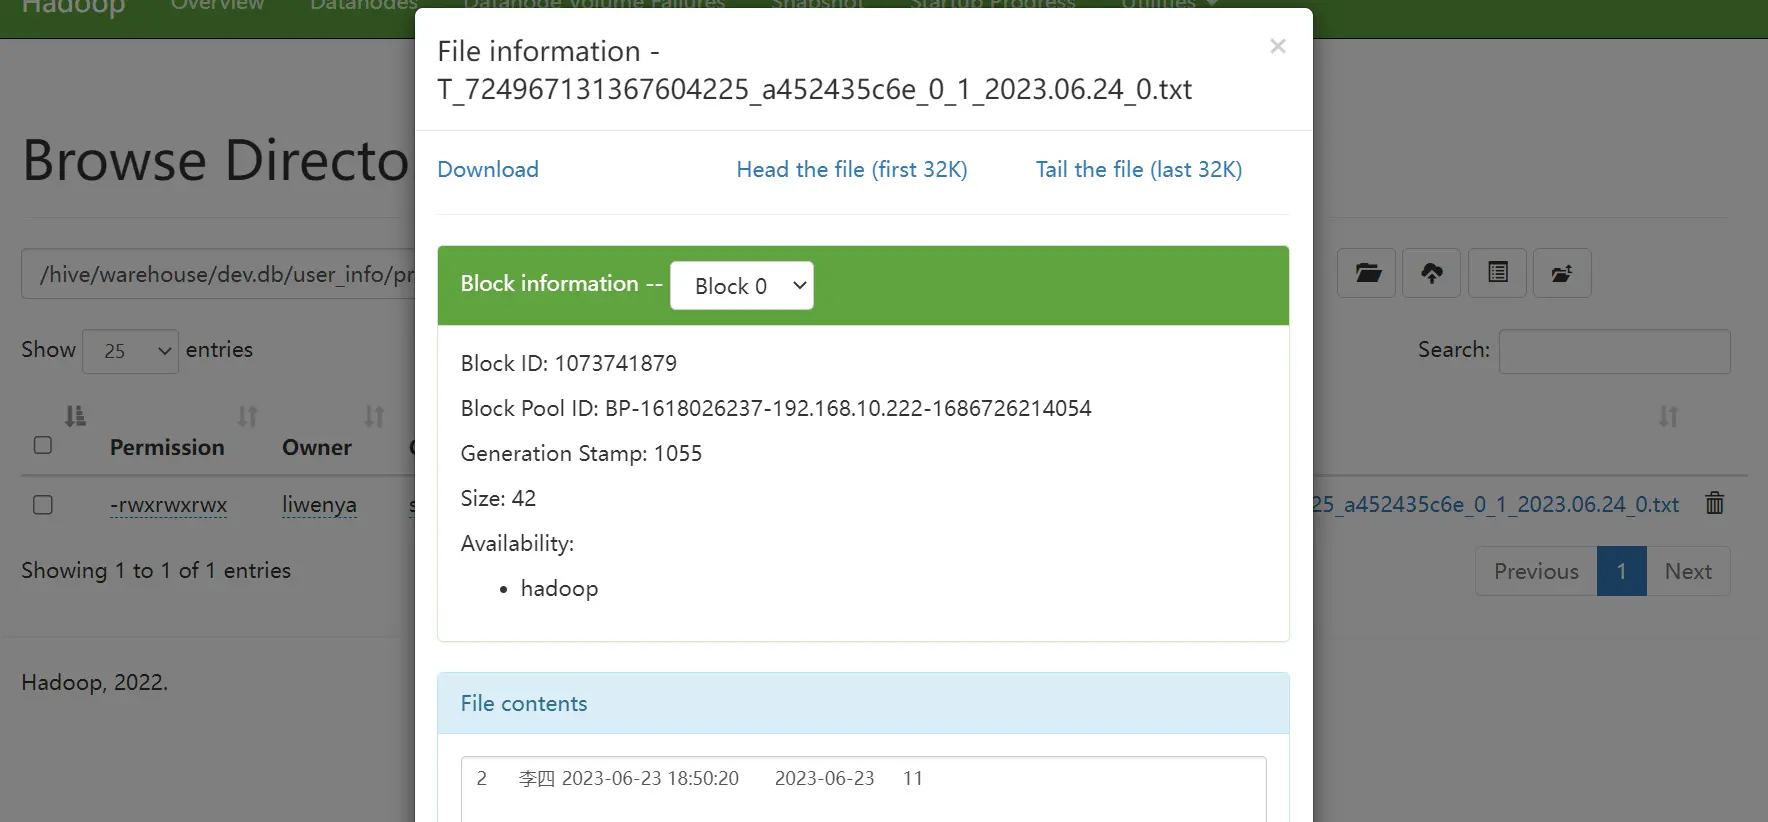 Hadoop Overview Datanodes Datanode Volume Failures Snapshot Startup Progress Utilities
File information -
T_724967131367604225_a452435c6e_0_1_2023.06.24_0.txt
×
Download Head the file (first 32K) Tail the file (last 32K)
Browse Directo
/hive/warehouse/dev.db/user_info/pr
Block information -- Block 0
Show 25 entries
Search:
Permission Owner
-rwxrwxrwx liwenya
25_a452435c6e_0_1_2023.06.24_0.txt
Showing 1 to 1 of 1 entries
Previous 1 Next
Hadoop, 2022.
Block ID: 1073741879
Block Pool ID: BP-1618026237-192.168.10.222-1686726214054
Generation Stamp: 1055
Size: 42
Availability:
• hadoop
File contents
2 李四 2023-06-23 18:50:20 2023-06-23 11